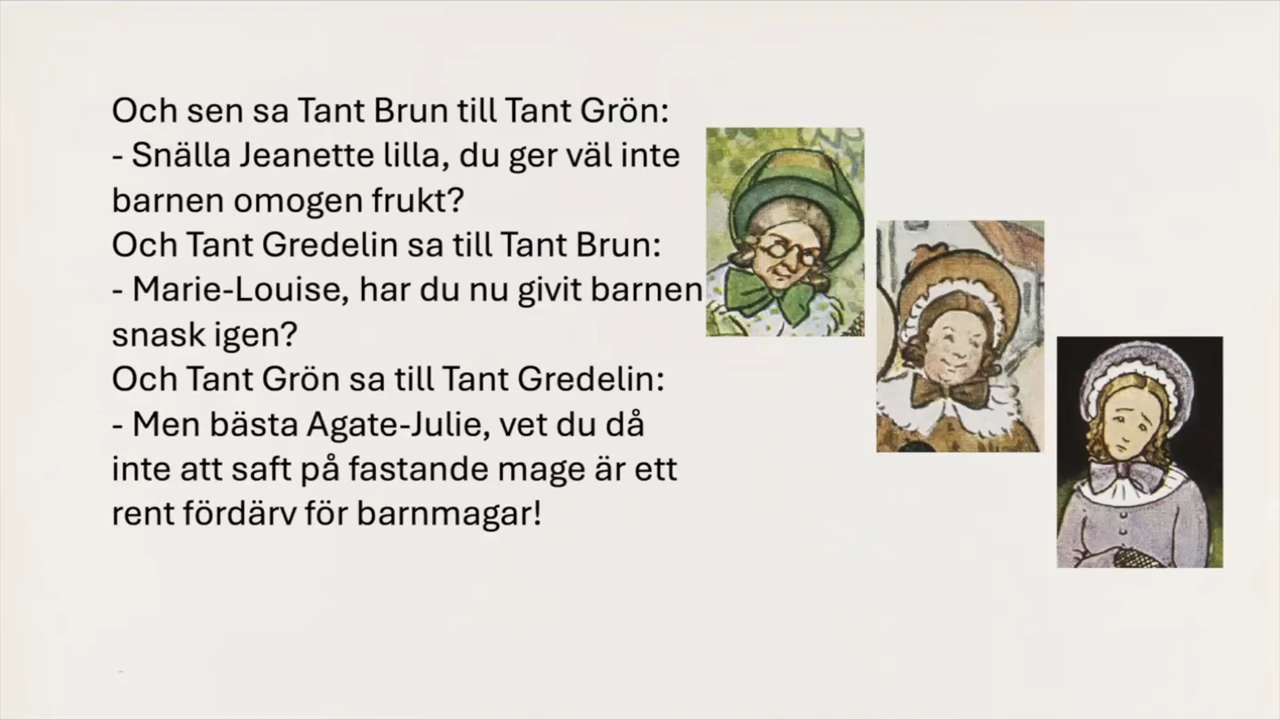 Och sen sa Tant Brun till Tant Grön:
- Snälla Jeanette lilla, du ger väl inte
barnen omogen frukt?
Och Tant Gredelin sa till Tant Brun:
- Marie-Louise, har du nu givit barnen
snask igen?
Och Tant Grön sa till Tant Gredelin:
- Men bästa Agate-Julie, vet du då
inte att saft på fastande mage är ett
rent fördärv för barnmagar!